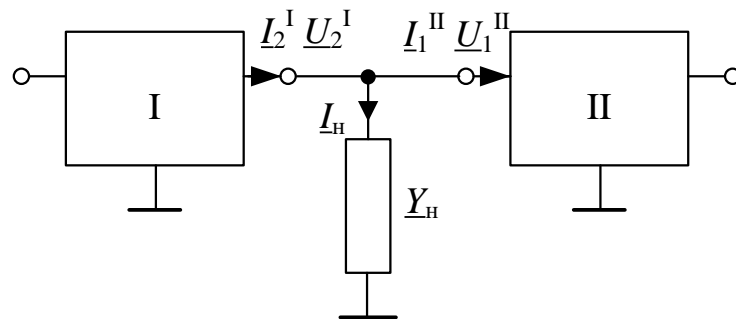 I₂ᴵ U₂ᴵ I₁ᴵᴵ U₁ᴵᴵ
I II
Iн
Yн